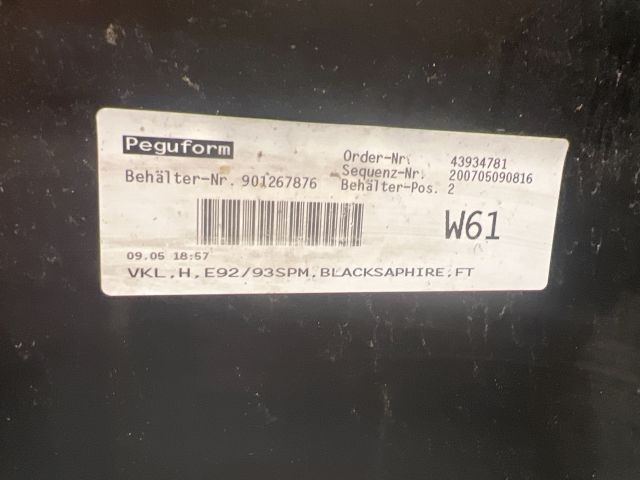 Peguform
Order-Nr. 43934781
Sequenz-Nr. 200705090816
Behälter-Nr. 901267876 Behälter-Pos. 2
W61
09.05 18:57
VKL,H,E92/93SPM,BLACKSAPHIRE,FT